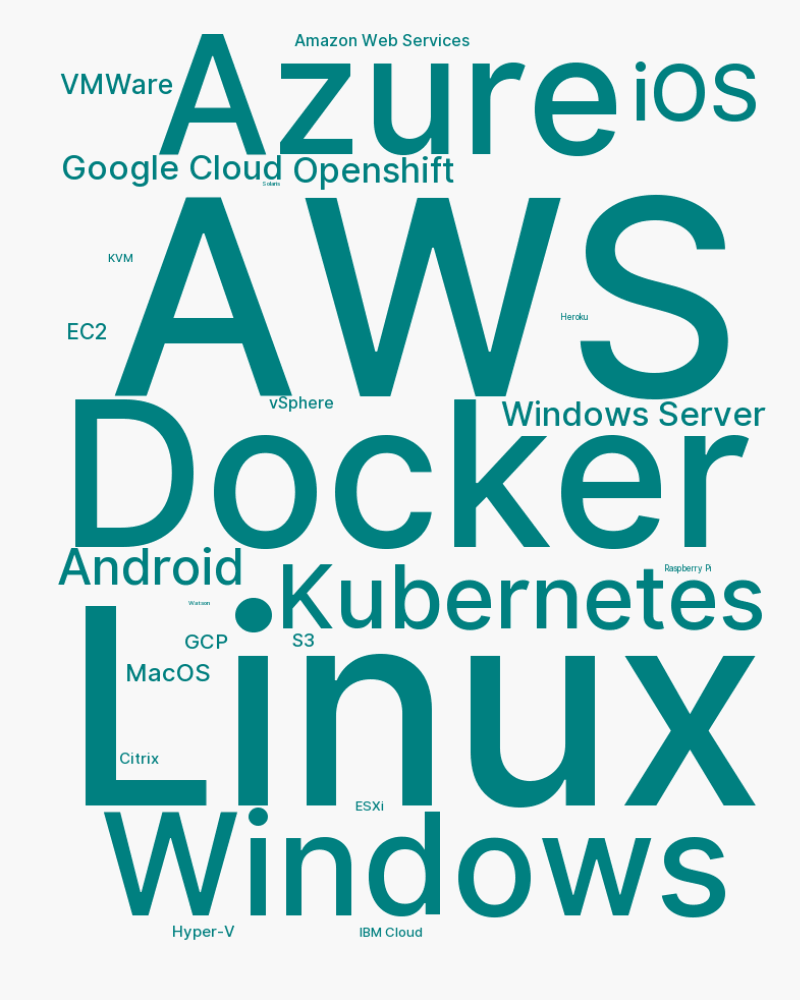 Amazon Web Services
VMWare
Azure
iOS
Google Cloud
Openshift
Solaris
AWS
KVM
Heroku
EC2
vSphere
Windows Server
Docker
Android
Raspberry Pi
Kubernetes
Watson
GCP
S3
Linux
MacOS
Citrix
ESXi
Windows
Hyper-V
IBM Cloud